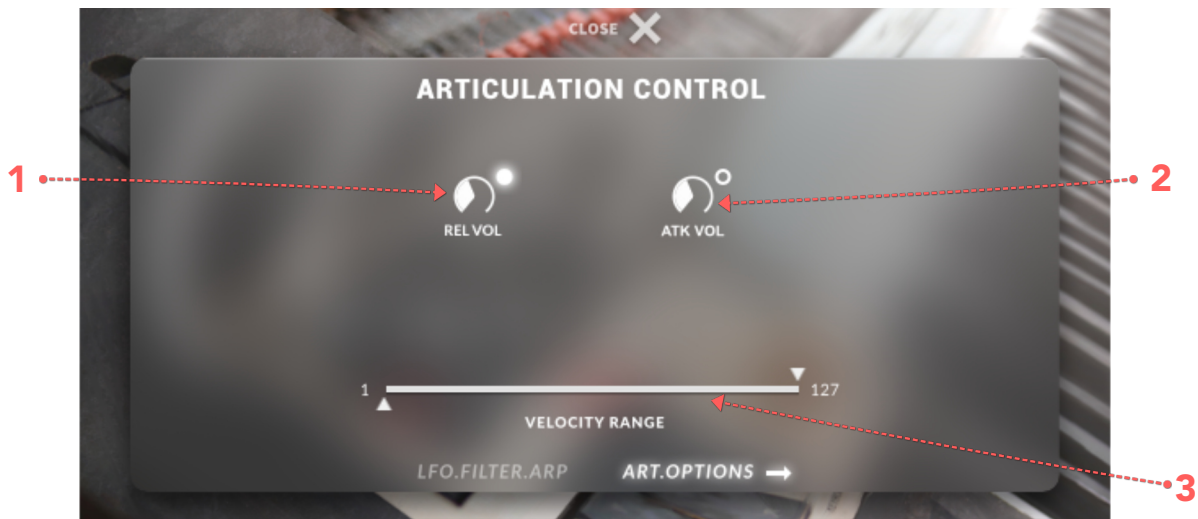 CLOSE
ARTICULATION CONTROL
1
2
REL VOL
ATK VOL
1
127
VELOCITY RANGE
LFO.FILTER.ARP
ART.OPTIONS
3